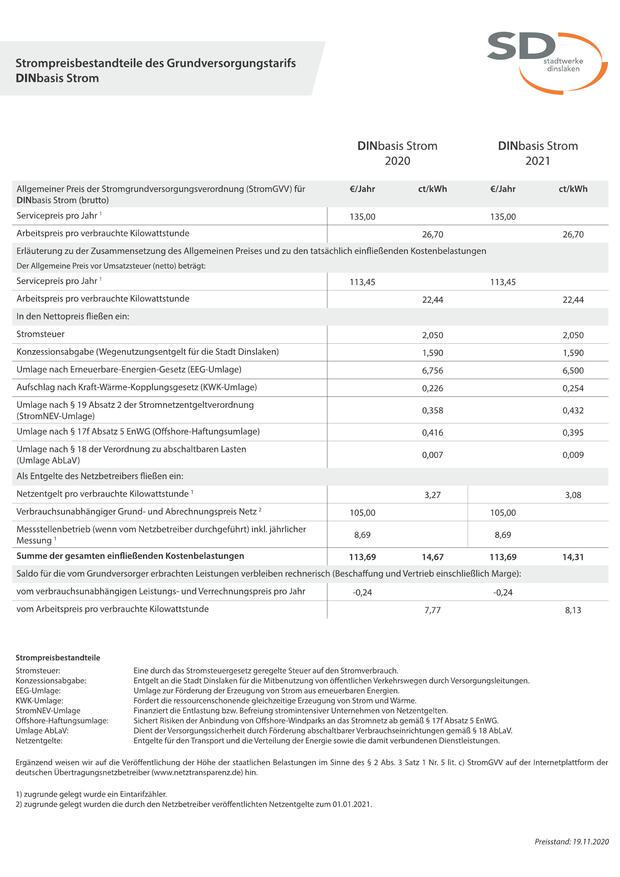 Strompreisbestandteile des Grundversorgungstarifs
DINbasis Strom
SD
stadtwerke
dinslaken
DINbasis Strom
2020
DINbasis Strom
2021
Allgemeiner Preis der Stromgrundversorgungsverordnung (StromGVV) für
DINbasis Strom (brutto)
€/Jahr ct/kWh €/Jahr ct/kWh
Servicepreis pro Jahr 1 135,00 135,00
Arbeitspreis pro verbrauchte Kilowattstunde 26,70 26,70
Erläuterung zu der Zusammensetzung des Allgemeinen Preises und zu den tatsächlich einfließenden Kostenbelastungen
Der Allgemeine Preis vor Umsatzsteuer (netto) beträgt:
Servicepreis pro Jahr 1 113,45 113,45
Arbeitspreis pro verbrauchte Kilowattstunde 22,44 22,44
In den Nettopreis fließen ein:
Stromsteuer 2,050 2,050
Konzessionsabgabe (Wegenutzungsentgelt für die Stadt Dinslaken) 1,590 1,590
Umlage nach Erneuerbare-Energien-Gesetz (EEG-Umlage) 6,756 6,500
Aufschlag nach Kraft-Wärme-Kopplungsgesetz (KWK-Umlage) 0,226 0,254
Umlage nach § 19 Absatz 2 der Stromnetzentgeltverordnung
(StromNEV-Umlage) 0,358 0,432
Umlage nach § 17f Absatz 5 EnWG (Offshore-Haftungsumlage) 0,416 0,395
Umlage nach § 18 der Verordnung zu abschaltbaren Lasten
(Umlage AbLaV) 0,007 0,009
Als Entgelte des Netzbetreibers fließen ein:
Netzentgelt pro verbrauchte Kilowattstunde 1 3,27 3,08
Verbrauchsunabhängiger Grund- und Abrechnungspreis Netz 2 105,00 105,00
Messstellenbetrieb (wenn vom Netzbetreiber durchgeführt) inkl. jährlicher
Messung 1 8,69 8,69
Summe der gesamten einfließenden Kostenbelastungen 113,69 14,67 113,69 14,31
Saldo für die vom Grundversorger erbrachten Leistungen verbleiben rechnerisch (Beschaffung und Vertrieb einschließlich Marge):
vom verbrauchsunabhängigen Leistungs- und Verrechnungspreis pro Jahr -0,24 -0,24
vom Arbeitspreis pro verbrauchte Kilowattstunde 7,77 8,13
Strompreisbestandteile
Stromsteuer: Eine durch das Stromsteuergesetz geregelte Steuer auf den Stromverbrauch.
Konzessionsabgabe: Entgelt an die Stadt Dinslaken für die Mitbenutzung von öffentlichen Verkehrswegen durch Versorgungsleitungen.
EEG-Umlage: Umlage zur Förderung der Erzeugung von Strom aus erneuerbaren Energien.
KWK-Umlage: Fördert die ressourcenschonende gleichzeitige Erzeugung von Strom und Wärme.
StromNEV-Umlage Finanziert die Entlastung bzw. Befreiung stromintensiver Unternehmen von Netzentgelten.
Offshore-Haftungsumlage: Sichert Risiken der Anbindung von Offshore-Windparks an das Stromnetz ab gemäß § 17f Absatz 5 EnWG.
Umlage AbLaV: Dient der Versorgungssicherheit durch Förderung abschaltbarer Verbrauchseinrichtungen gemäß § 18 AbLaV.
Netzentgelte: Entgelte für den Transport und die Verteilung der Energie sowie die damit verbundenen Dienstleistungen.
Ergänzend weisen wir auf die Veröffentlichung der Höhe der staatlichen Belastungen im Sinne des § 2 Abs. 3 Satz 1 Nr. 5 lit. c) StromGVV auf der Internetplattform der
deutschen Übertragungsnetzbetreiber (www.netztransparenz.de) hin.
1) zugrunde gelegt wurde ein Eintarifzähler.
2) zugrunde gelegt wurden die durch den Netzbetreiber veröffentlichten Netzentgelte zum 01.01.2021.
Preisstand: 19.11.2020